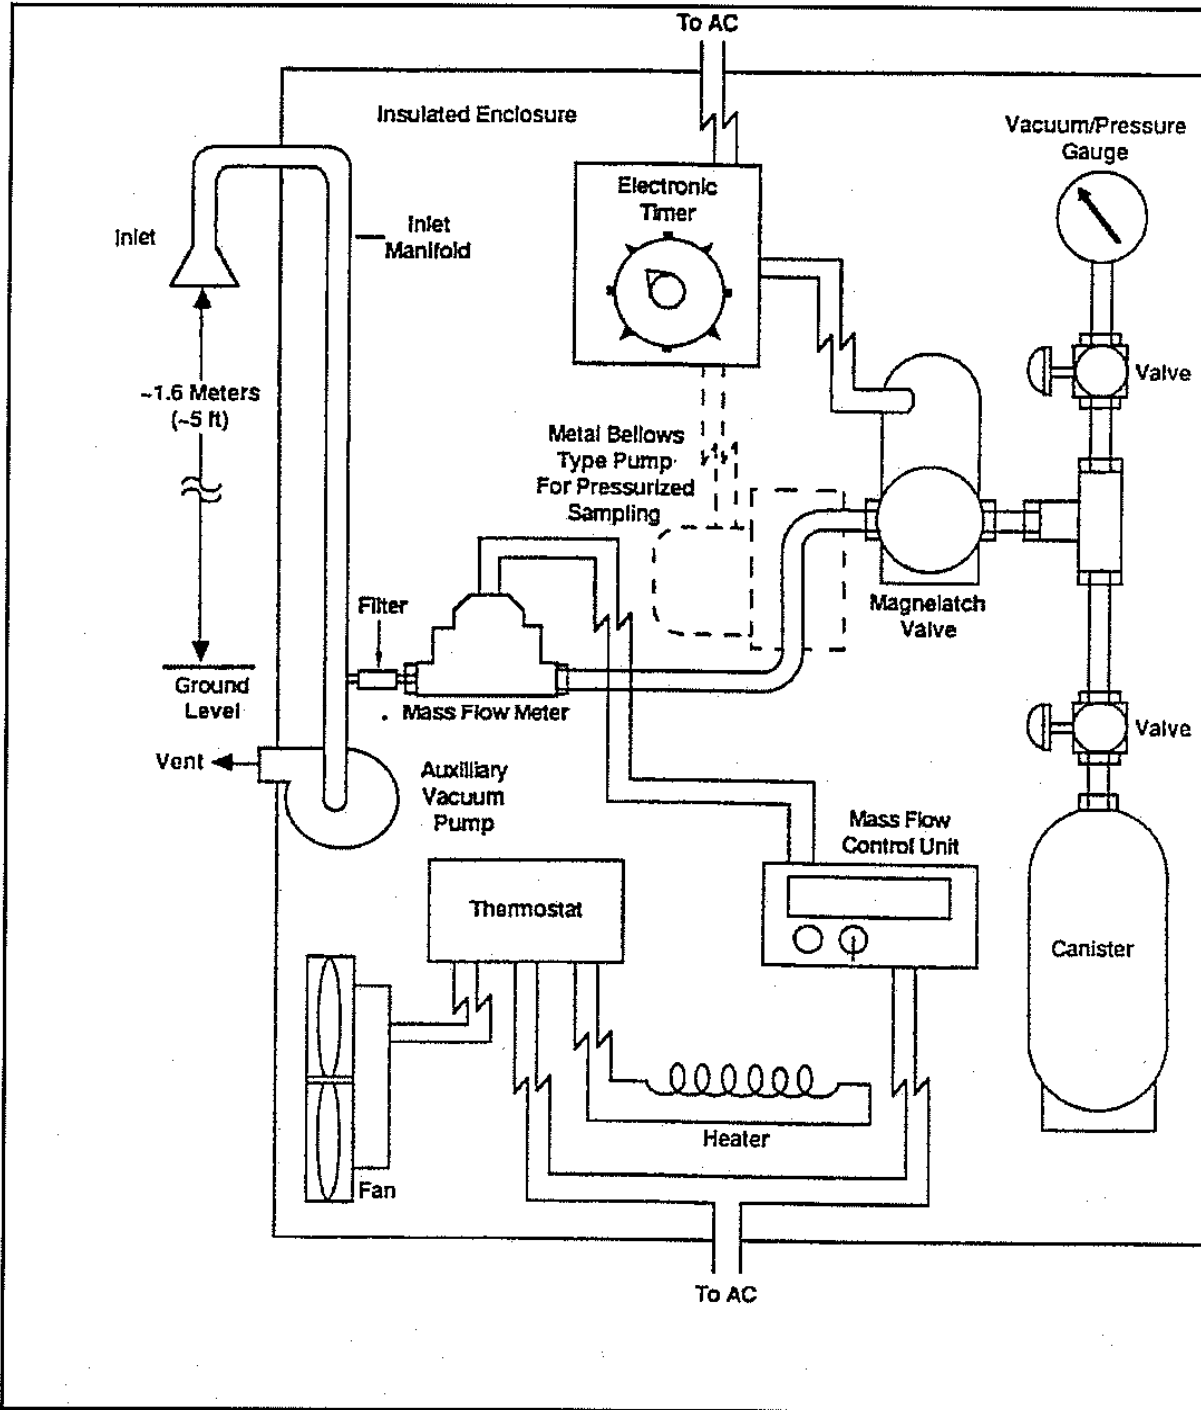 To AC
Insulated Enclosure
Vacuum/Pressure
Gauge
Electronic
Timer
Inlet
Inlet
Manifold
~1.6 Meters
(~5 ft)
Valve
Metal Bellows
Type Pump
For Pressurized
Sampling
Magnelatch
Valve
Filter
Ground
Level
Mass Flow Meter
Valve
Vent
Auxilliary
Vacuum
Pump
Mass Flow
Control Unit
Thermostat
Canister
Heater
Fan
To AC